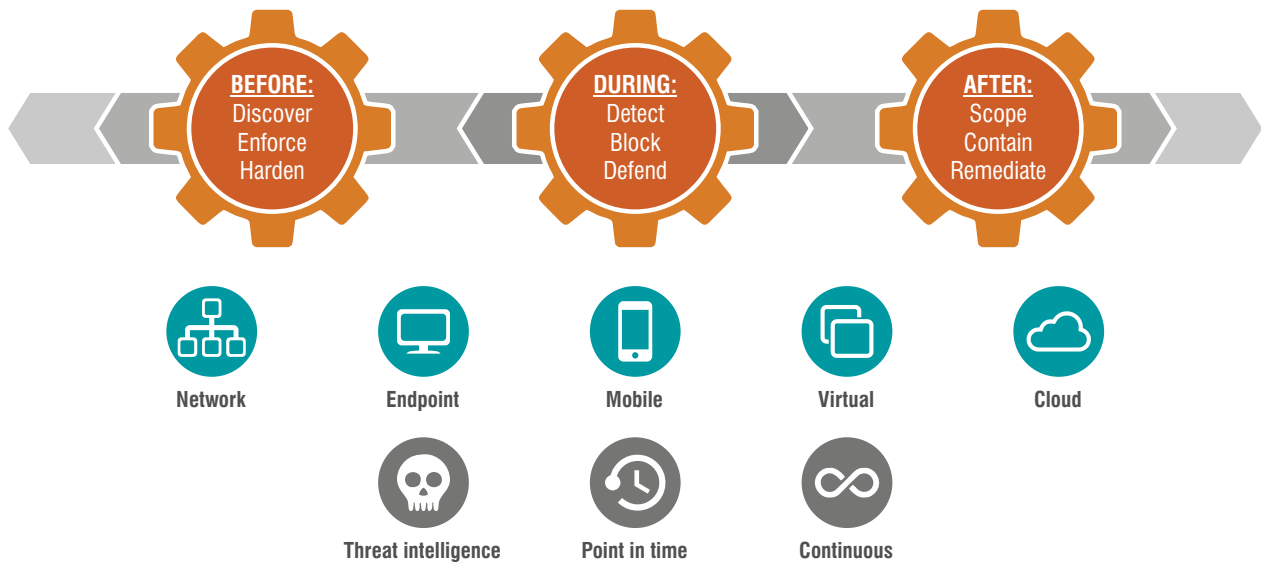 BEFORE:
Discover
Enforce
Harden
DURING:
Detect
Block
Defend
AFTER:
Scope
Contain
Remediate
Network
Endpoint
Mobile
Virtual
Cloud
Threat intelligence
Point in time
Continuous